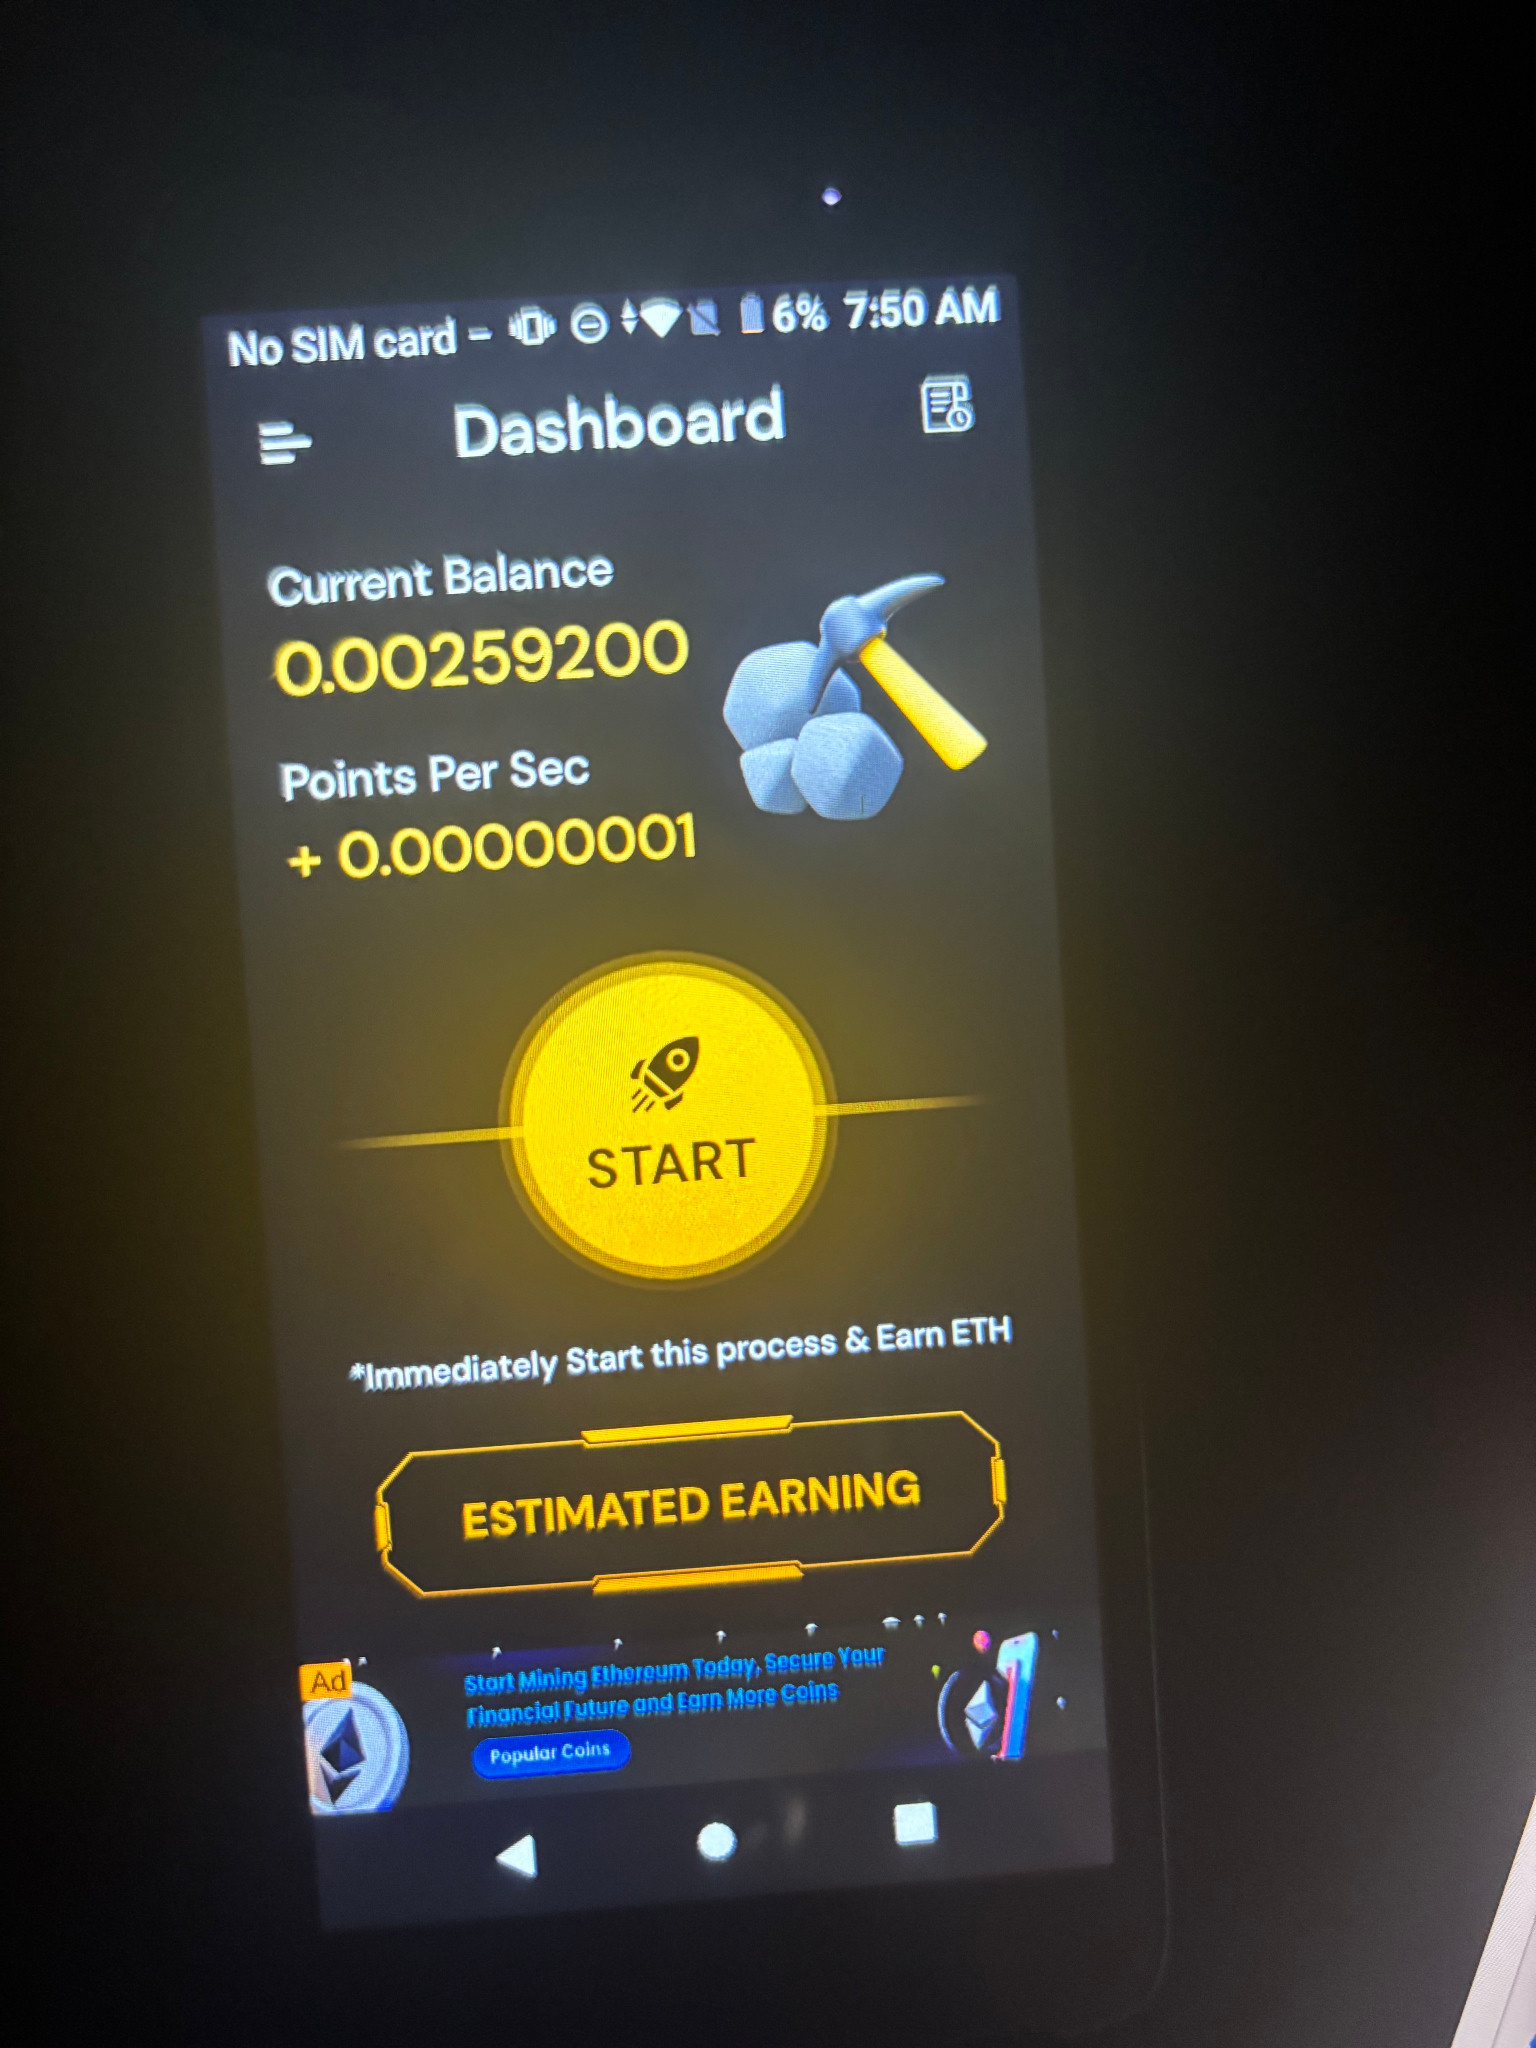 No SIM card – 6% 7:50 AM
Dashboard
Current Balance
0.00259200
Points Per Sec
+ 0.00000001
START
*Immediately Start this process & Earn ETH
ESTIMATED EARNING
Ad
Start Mining Ethereum Today, Secure Your
Financial Future and Earn More Coins
Popular Coins